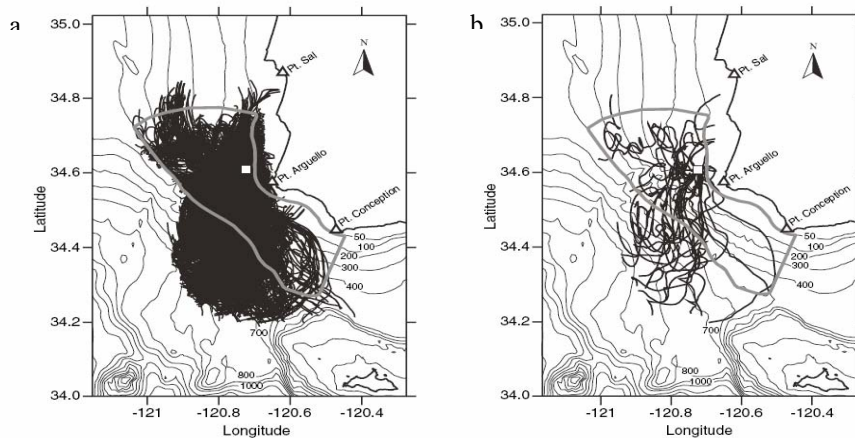 a
35.0
34.8
34.6
34.4
34.2
34.0
Latitude
N
Pt. Sal
Pt. Arguello
Pt. Conception
50
100
200
300
400
700
800
1000
-121
-120.8
-120.6
-120.4
Longitude
b
35.0
34.8
34.6
34.4
34.2
34.0
Latitude
N
Pt. Sal
Pt. Arguello
Pt. Conception
50
100
200
300
400
700
800
1000
-121
-120.8
-120.6
-120.4
Longitude